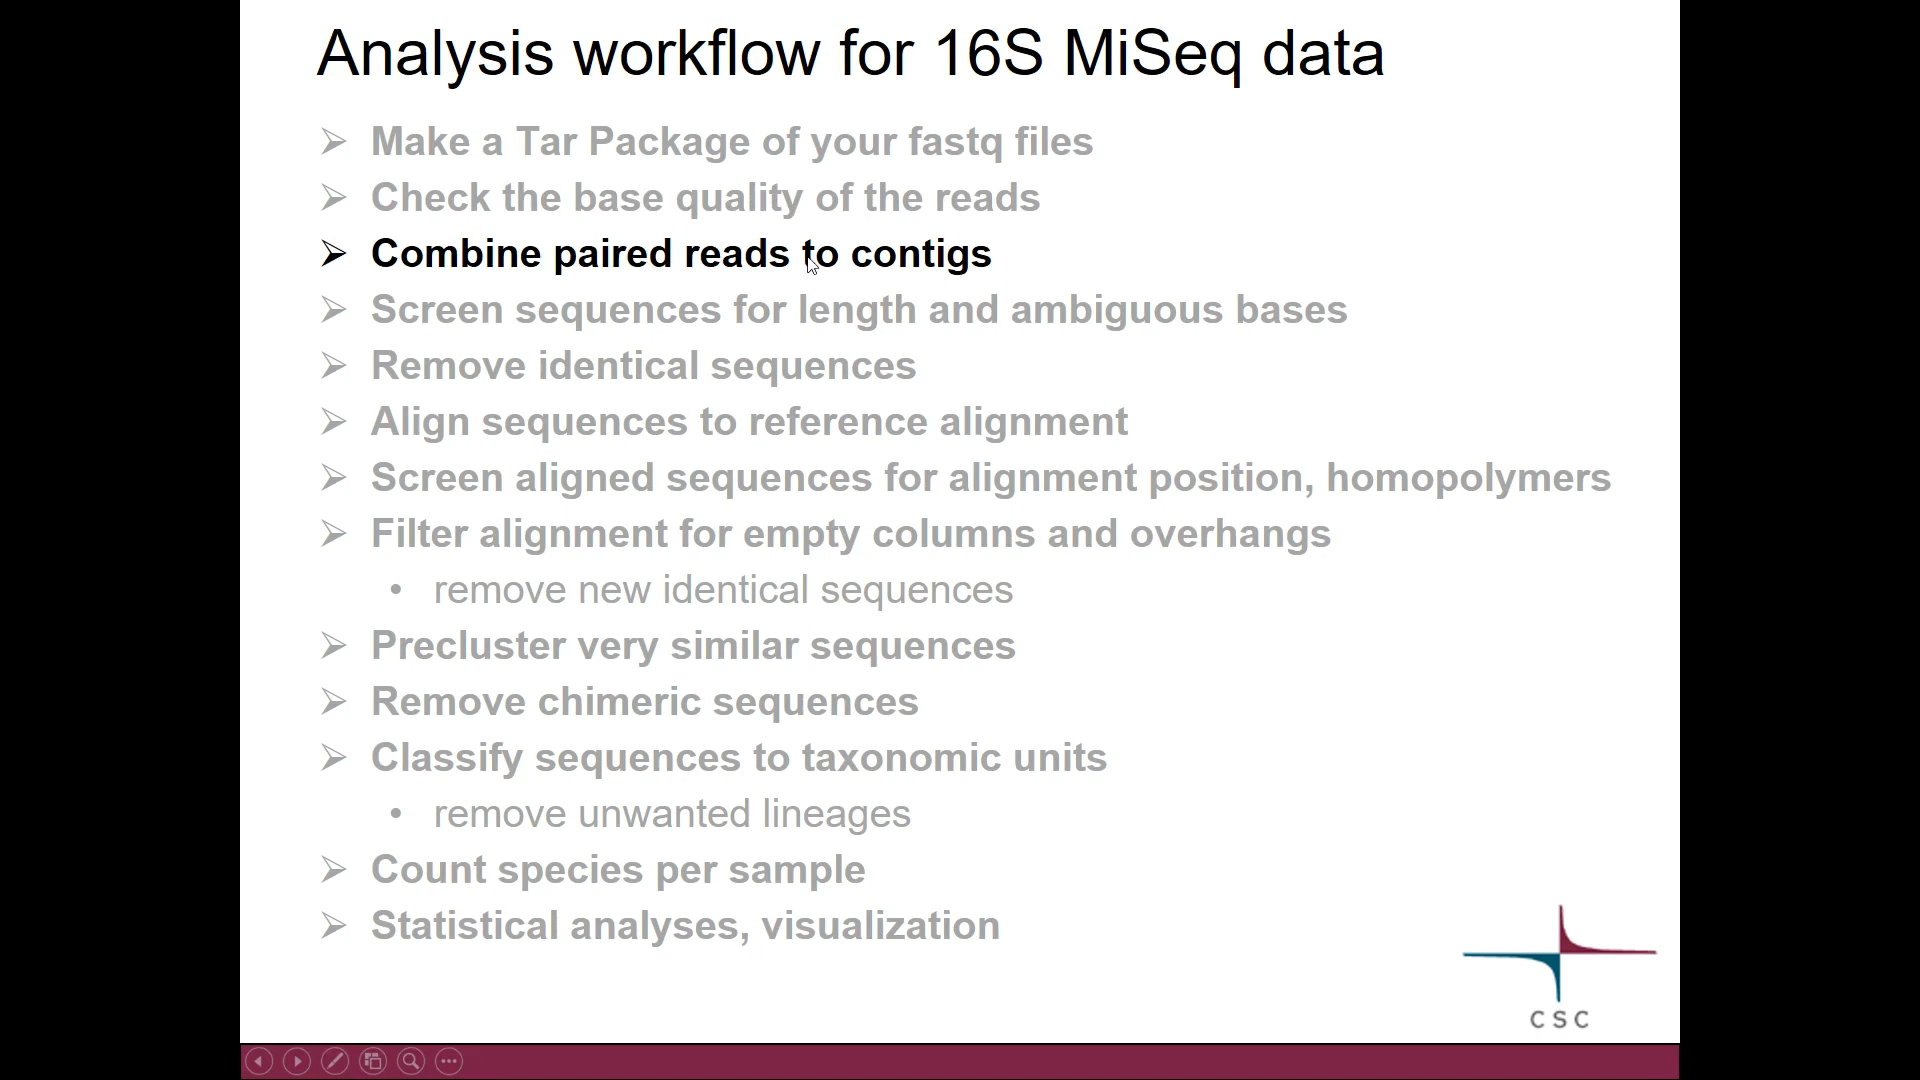 Analysis workflow for 16S MiSeq data
Make a Tar Package of your fastq files
Check the base quality of the reads
Combine paired reads to contigs
Screen sequences for length and ambiguous bases
Remove identical sequences
Align sequences to reference alignment
Screen aligned sequences for alignment position, homopolymers
Filter alignment for empty columns and overhangs
remove new identical sequences
Precluster very similar sequences
Remove chimeric sequences
Classify sequences to taxonomic units
remove unwanted lineages
Count species per sample
Statistical analyses, visualization
CSC